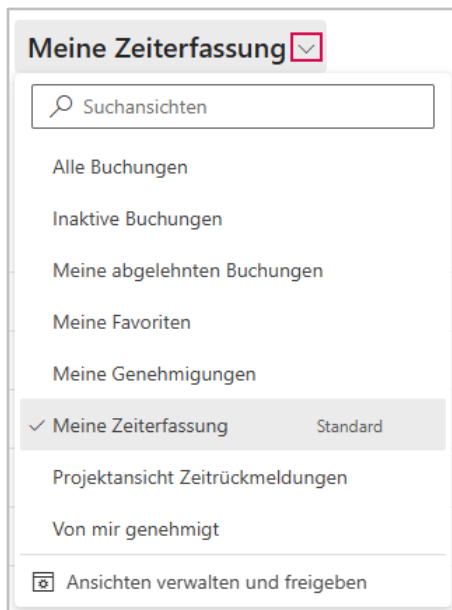 Meine Zeiterfassung
Suchansichten
Alle Buchungen
Inaktive Buchungen
Meine abgelehnten Buchungen
Meine Favoriten
Meine Genehmigungen
Meine Zeiterfassung Standard
Projektansicht Zeitrückmeldungen
Von mir genehmigt
Ansichten verwalten und freigeben